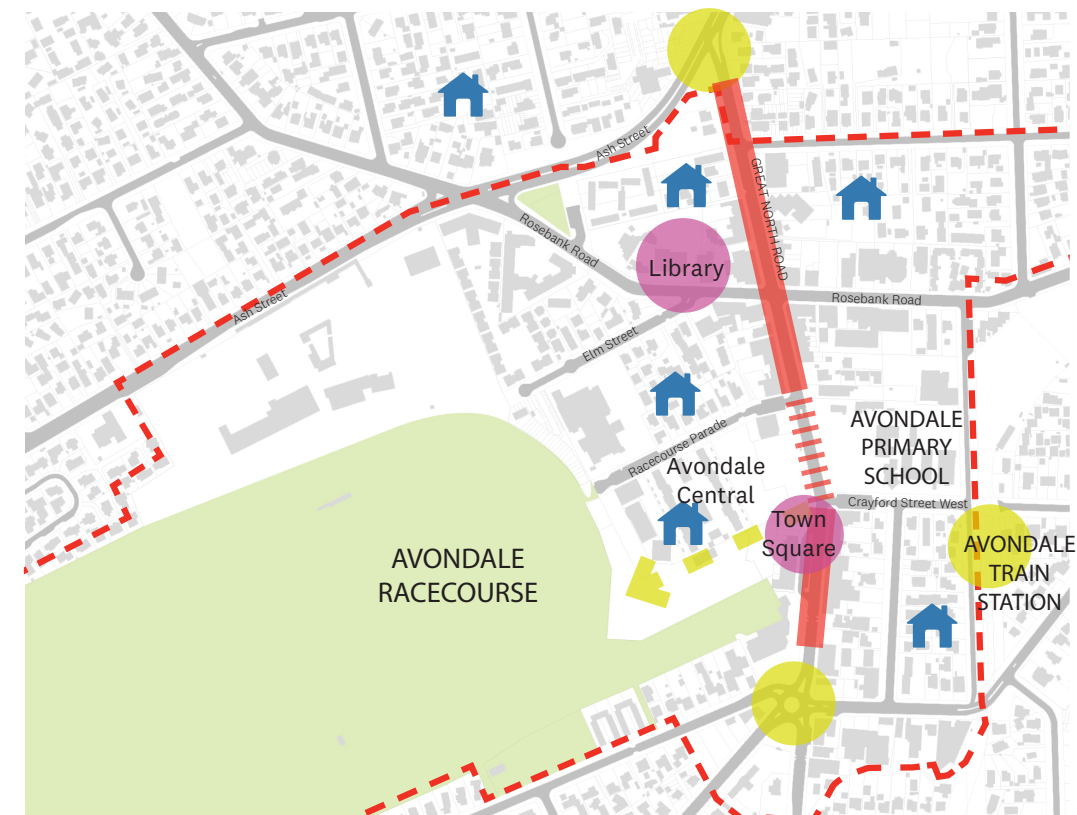 Ash Street
GREAT NORTH ROAD
Rosebank Road
Library
Rosebank Road
Ash Street
Elm Street
AVONDALE
PRIMARY
SCHOOL
Racecourse Parade
Avondale
Central
Crayford Street West
Town
Square
AVONDALE
TRAIN
STATION
AVONDALE
RACECOURSE